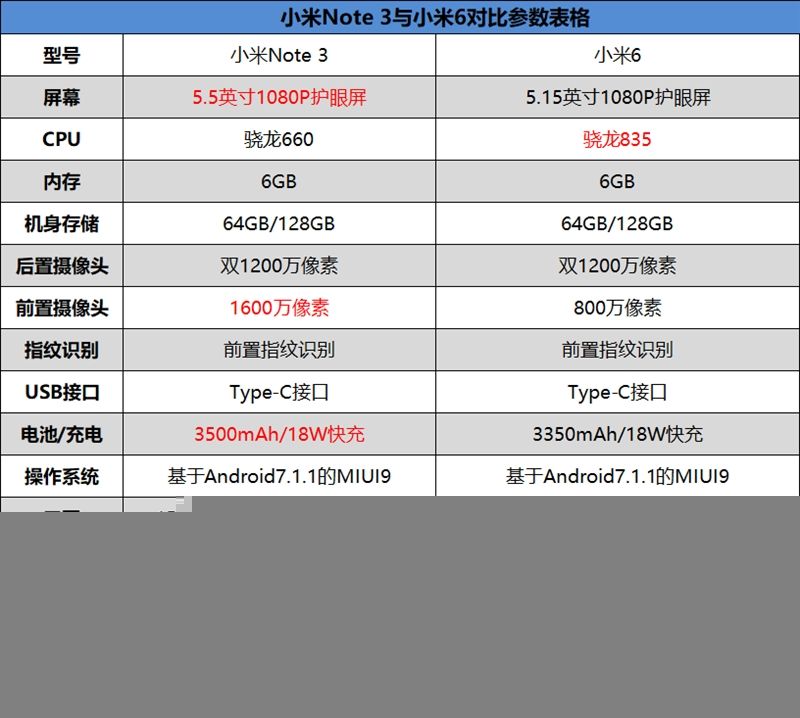 小米Note 3与小米6对比参数表格
型号 小米Note 3 小米6
屏幕 5.5英寸1080P护眼屏 5.15英寸1080P护眼屏
CPU 骁龙660 骁龙835
内存 6GB 6GB
机身存储 64GB/128GB 64GB/128GB
后置摄像头 双1200万像素 双1200万像素
前置摄像头 1600万像素 800万像素
指纹识别 前置指纹识别 前置指纹识别
USB接口 Type-C接口 Type-C接口
电池/充电 3500mAh/18W快充 3350mAh/18W快充
操作系统 基于Android7.1.1的MIUI9 基于Android7.1.1的MIUI9